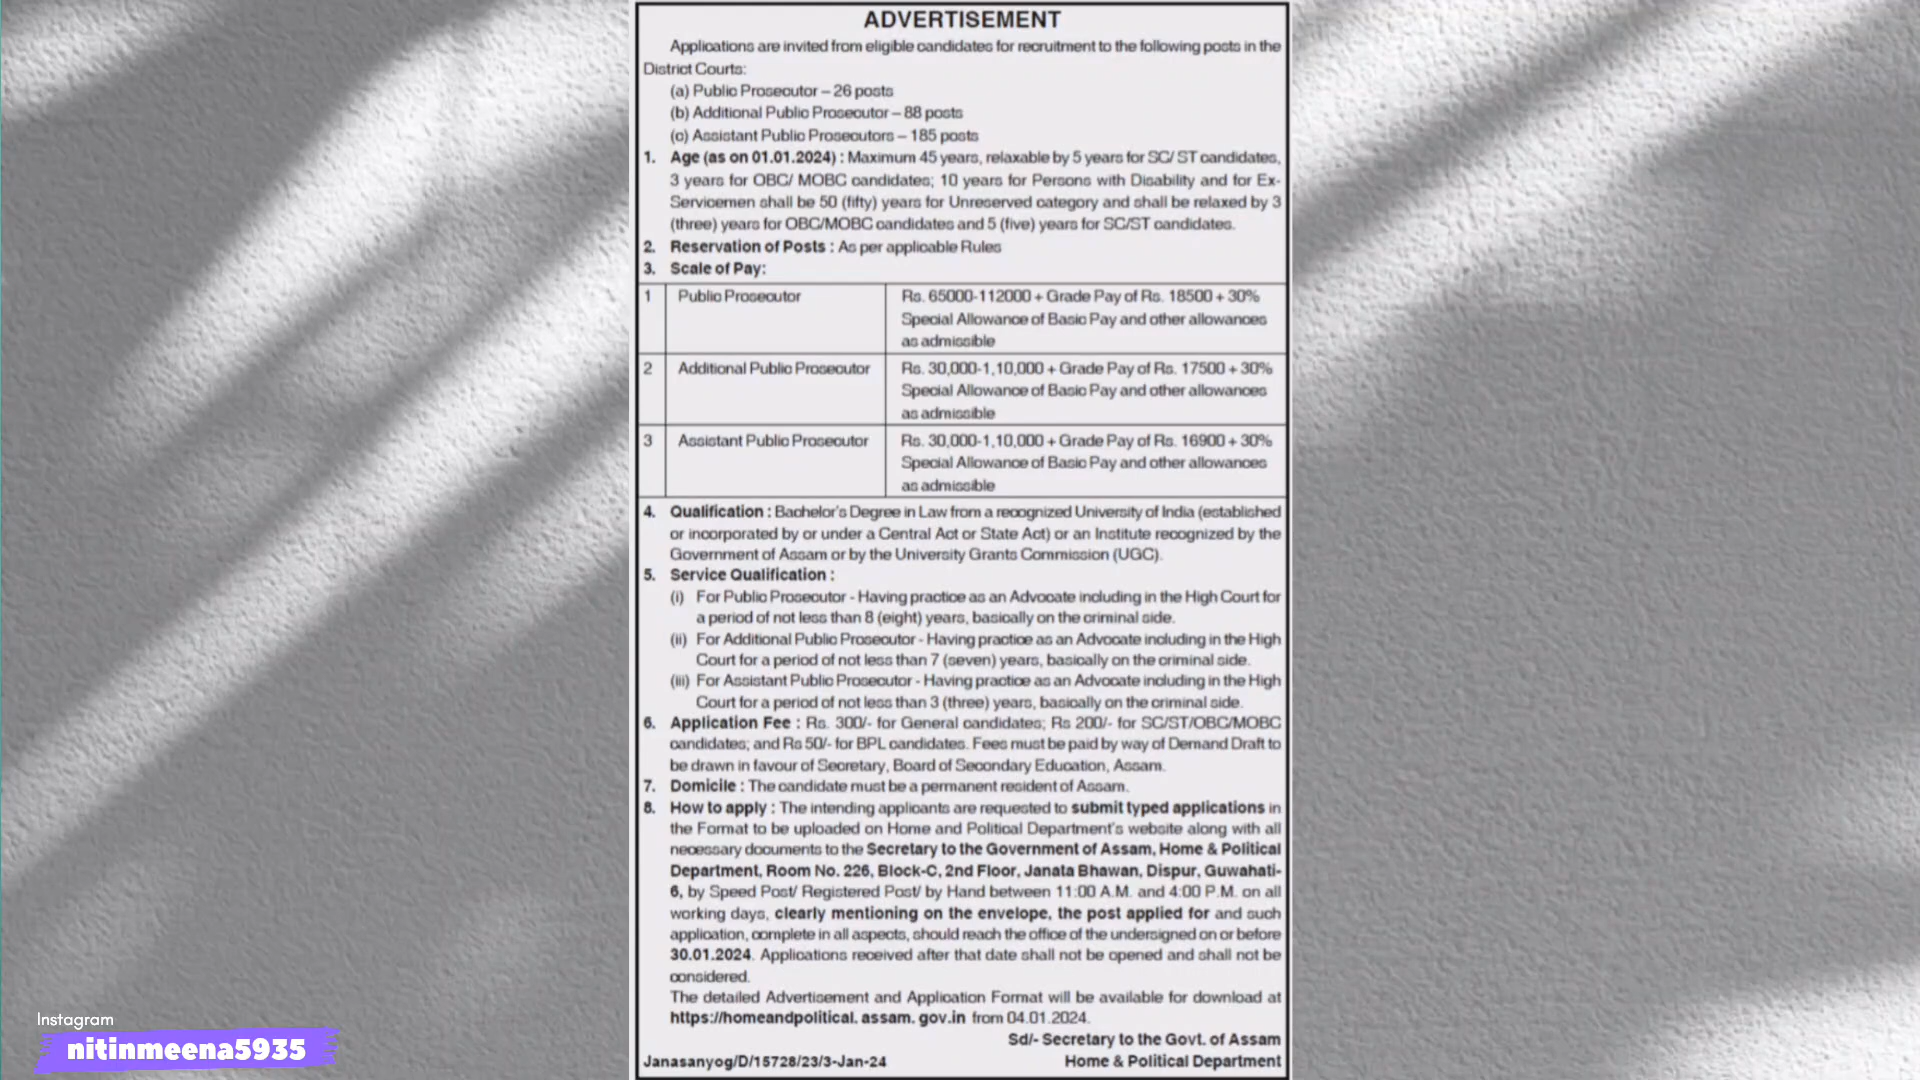 ADVERTISEMENT
Applications are invited from eligible candidates for recruitment to the following posts in the
District Courts:
(a) Public Prosecutor – 26 posts
(b) Additional Public Prosecutor – 88 posts
(c) Assistant Public Prosecutors – 185 posts
1. Age (as on 01.01.2024) : Maximum 45 years, relaxable by 5 years for SC/ ST candidates,
3 years for OBC/ MOBC candidates; 10 years for Persons with Disability and for Ex-
Servicemen shall be 50 (fifty) years for Unreserved category and shall be relaxed by 3
(three) years for OBC/MOBC candidates and 5 (five) years for SC/ST candidates.
2. Reservation of Posts : As per applicable Rules
3. Scale of Pay:
1 Public Prosecutor Rs. 65000-112000 + Grade Pay of Rs. 18500 + 30%
Special Allowance of Basic Pay and other allowances
as admissible
2 Additional Public Prosecutor Rs. 30,000-1,10,000 + Grade Pay of Rs. 17500 + 30%
Special Allowance of Basic Pay and other allowances
as admissible
3 Assistant Public Prosecutor Rs. 30,000-1,10,000 + Grade Pay of Rs. 16900 + 30%
Special Allowance of Basic Pay and other allowances
as admissible
4. Qualification : Bachelor's Degree in Law from a recognized University of India (established
or incorporated by or under a Central Act or State Act) or an Institute recognized by the
Government of Assam or by the University Grants Commission (UGC).
5. Service Qualification :
(i) For Public Prosecutor - Having practice as an Advocate including in the High Court for
a period of not less than 8 (eight) years, basically on the criminal side.
(ii) For Additional Public Prosecutor - Having practice as an Advocate including in the High
Court for a period of not less than 7 (seven) years, basically on the criminal side.
(iii) For Assistant Public Prosecutor - Having practice as an Advocate including in the High
Court for a period of not less than 3 (three) years, basically on the criminal side.
6. Application Fee : Rs. 300/- for General candidates; Rs 200/- for SC/ST/OBC/MOBC
candidates; and Rs 50/- for BPL candidates. Fees must be paid by way of Demand Draft to
be drawn in favour of Secretary, Board of Secondary Education, Assam.
7. Domicile : The candidate must be a permanent resident of Assam.
8. How to apply : The intending applicants are requested to submit typed applications in
the Format to be uploaded on Home and Political Department's website along with all
necessary documents to the Secretary to the Government of Assam, Home & Political
Department, Room No. 226, Block-C, 2nd Floor, Janata Bhawan, Dispur, Guwahati-
6, by Speed Post/ Registered Post/ by Hand between 11:00 A.M. and 4:00 P.M. on all
working days, clearly mentioning on the envelope, the post applied for and such
application, complete in all aspects, should reach the office of the undersigned on or before
30.01.2024. Applications received after that date shall not be opened and shall not be
considered.
The detailed Advertisement and Application Format will be available for download at
https://homeandpolitical. assam. gov.in from 04.01.2024.
Sd/- Secretary to the Govt. of Assam
Janasanyog/D/15728/23/3-Jan-24 Home & Political Department
Instagram
nitinmeena5935